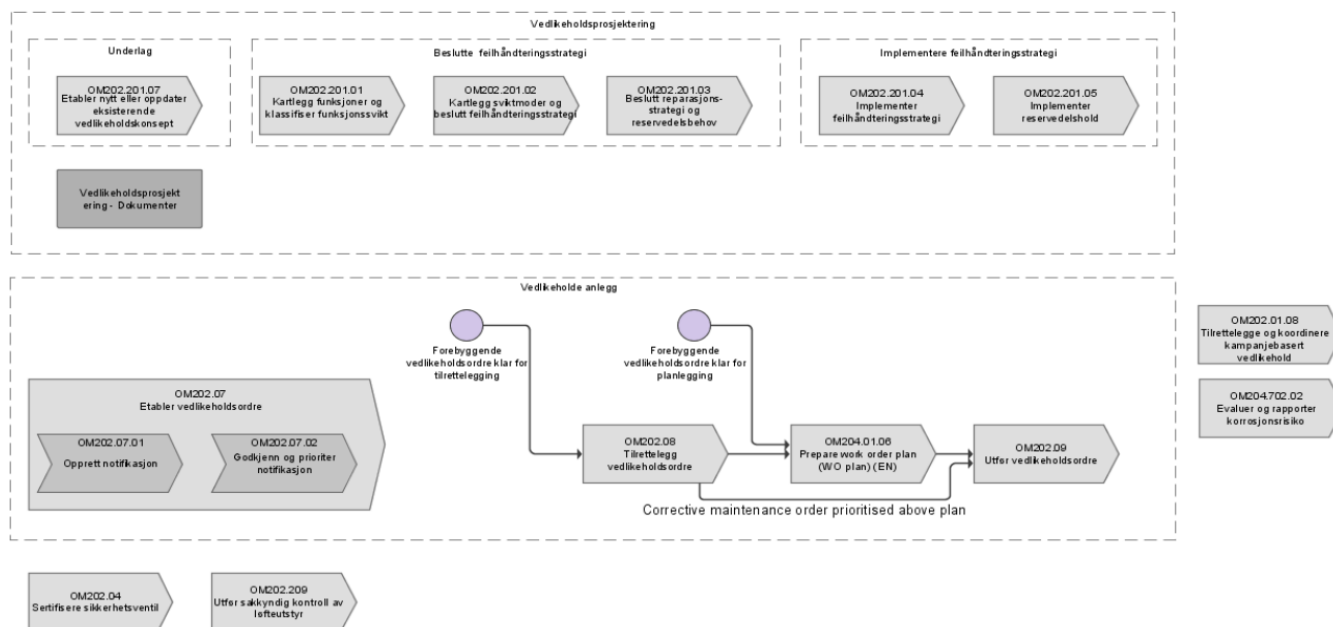 Vedlikeholdsprosjektering
Underlag
OM202.201.07
Etabler nytt eller oppdater
eksisterende
vedlikeholdskonsept
Beslutte feilhåndteringsstrategi
OM202.201.01
Kartlegg funksjoner og
klassifiser funksjonssvikt
OM202.201.02
Kartlegg sviktmoder og
beslutt feilhåndteringsstrategi
OM202.201.03
Beslutt reparasjons-
strategi og
reservedelsbehov
Implementere feilhåndteringsstrategi
OM202.201.04
Implementer
feilhåndteringsstrategi
OM202.201.05
Implementer
reservedelshold
Vedlikeholdsprosjekt
ering - Dokumenter
Vedlikeholde anlegg
Forebyggende
vedlikeholdsordre klar for
tilrettelegging
Forebyggende
vedlikeholdsordre klar for
planlegging
OM202.07
Etabler vedlikeholdsordre
OM202.07.01
Opprett notifikasjon
OM202.07.02
Godkjenn og prioriter
notifikasjon
OM202.08
Tilrettelegg
vedlikeholdsordre
OM204.01.06
Prepare work order plan
(WO plan) (EN)
OM202.09
Utfør vedlikeholdsordre
Corrective maintenance order prioritised above plan
OM202.01.08
Tilrettelegge og koordinere
kampanjebasert
vedlikehold
OM204.702.02
Evaluer og rapporter
korrosjonsrisiko
OM202.04
Sertifisere sikkerhetsventil
OM202.209
Utfør sakkyndig kontroll av
løfteutstyr